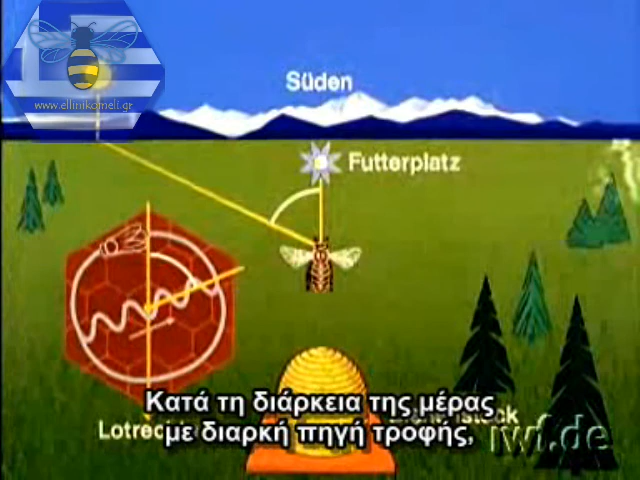 www.ellinikomeli.gr
Süden
Futterplatz
Κατά τη διάρκεια της μέρας
με διαρκή πηγή τροφής,
iwf.de